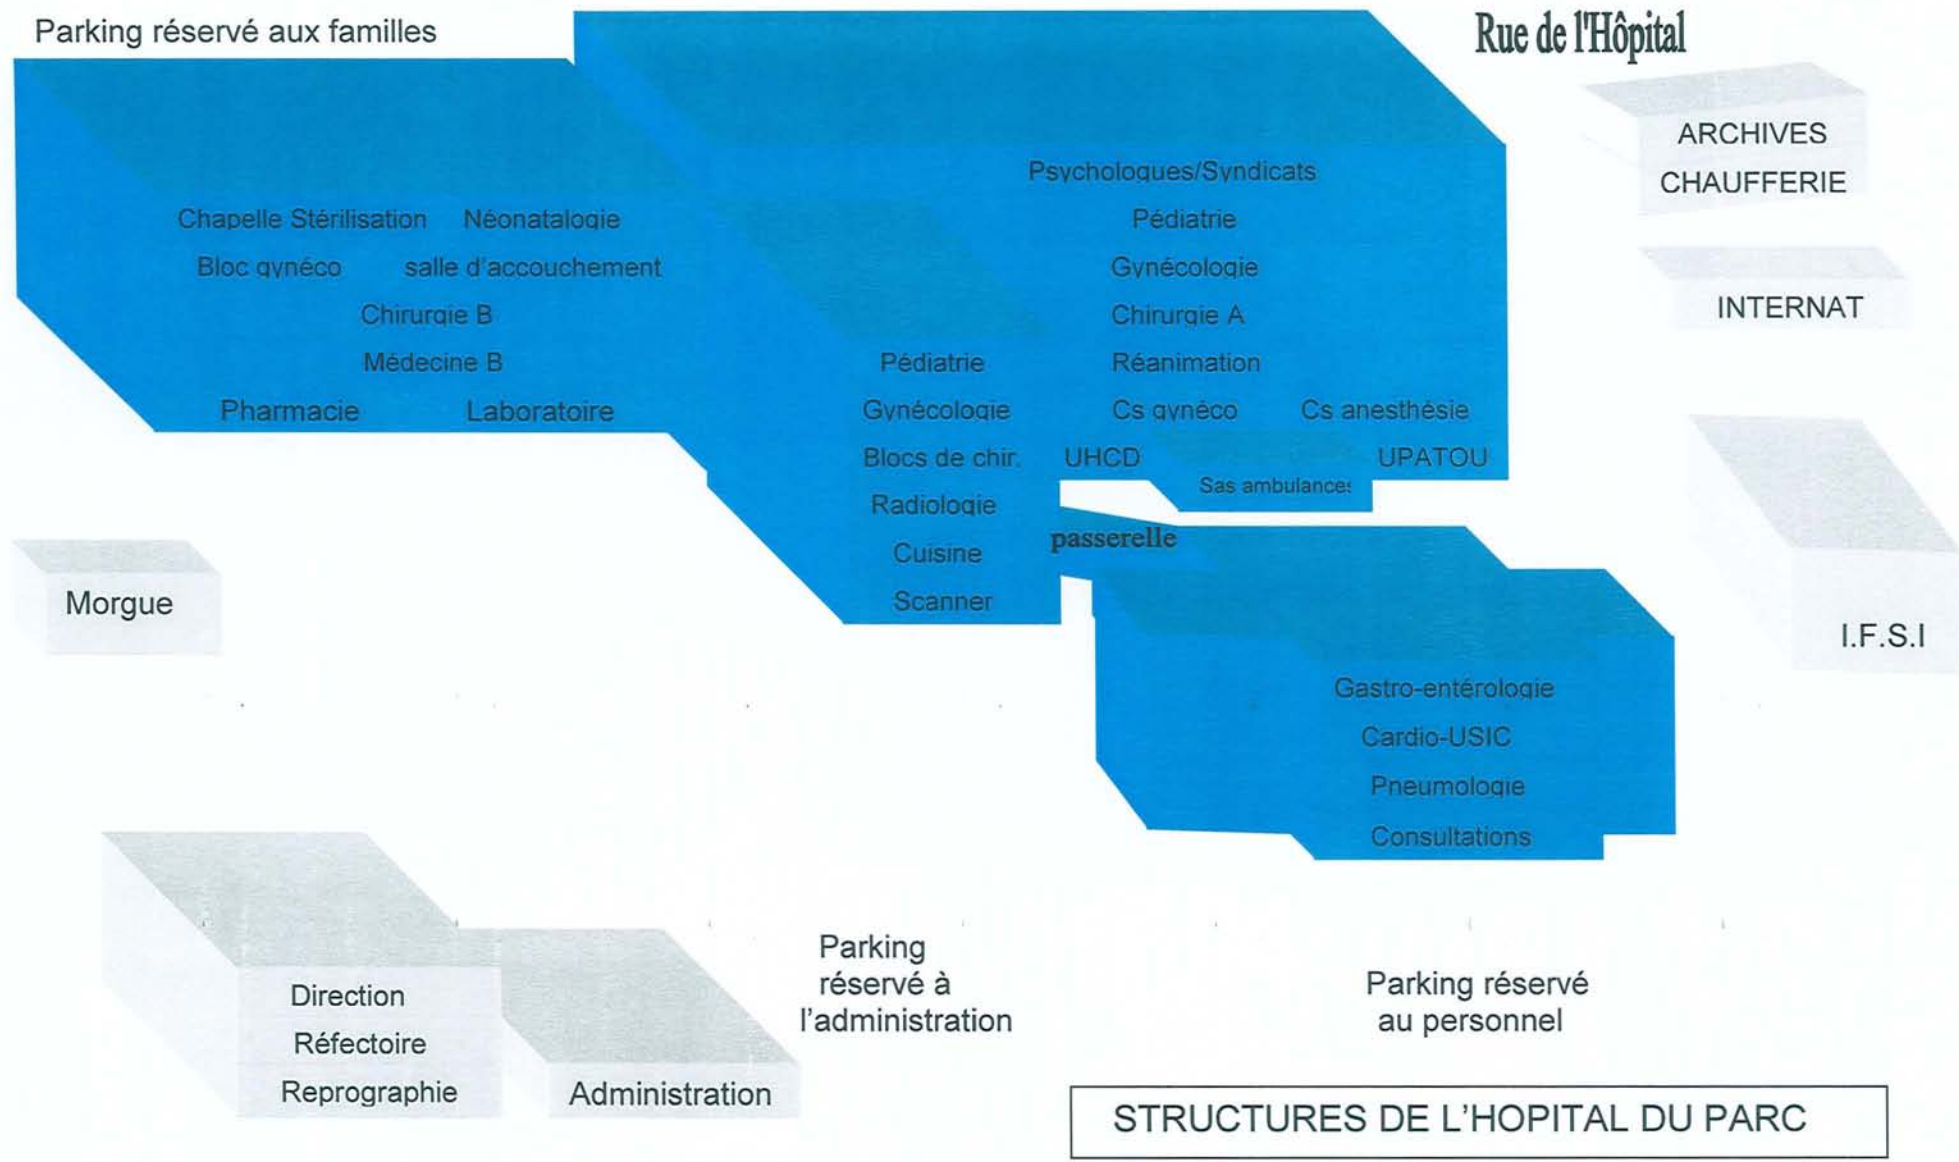 Parking réservé aux familles
Rue de l'Hôpital
ARCHIVES
CHAUFFERIE
INTERNAT
I.F.S.I
Psychologues/Syndicats
Pédiatrie
Gynécologie
Chirurgie A
Réanimation
Cs gynéco Cs anesthésie
UHCD UPATOU
Sas ambulances
Chapelle Stérilisation Néonatalogie
Bloc gynéco salle d'accouchement
Chirurgie B
Médecine B
Pharmacie Laboratoire
Pédiatrie
Gynécologie
Blocs de chir.
Radiologie
Cuisine
Scanner
passerelle
Morgue
Gastro-entérologie
Cardio-USIC
Pneumologie
Consultations
Direction
Réfectoire
Reprographie
Administration
Parking
réservé à
l'administration
Parking réservé
au personnel
STRUCTURES DE L'HOPITAL DU PARC